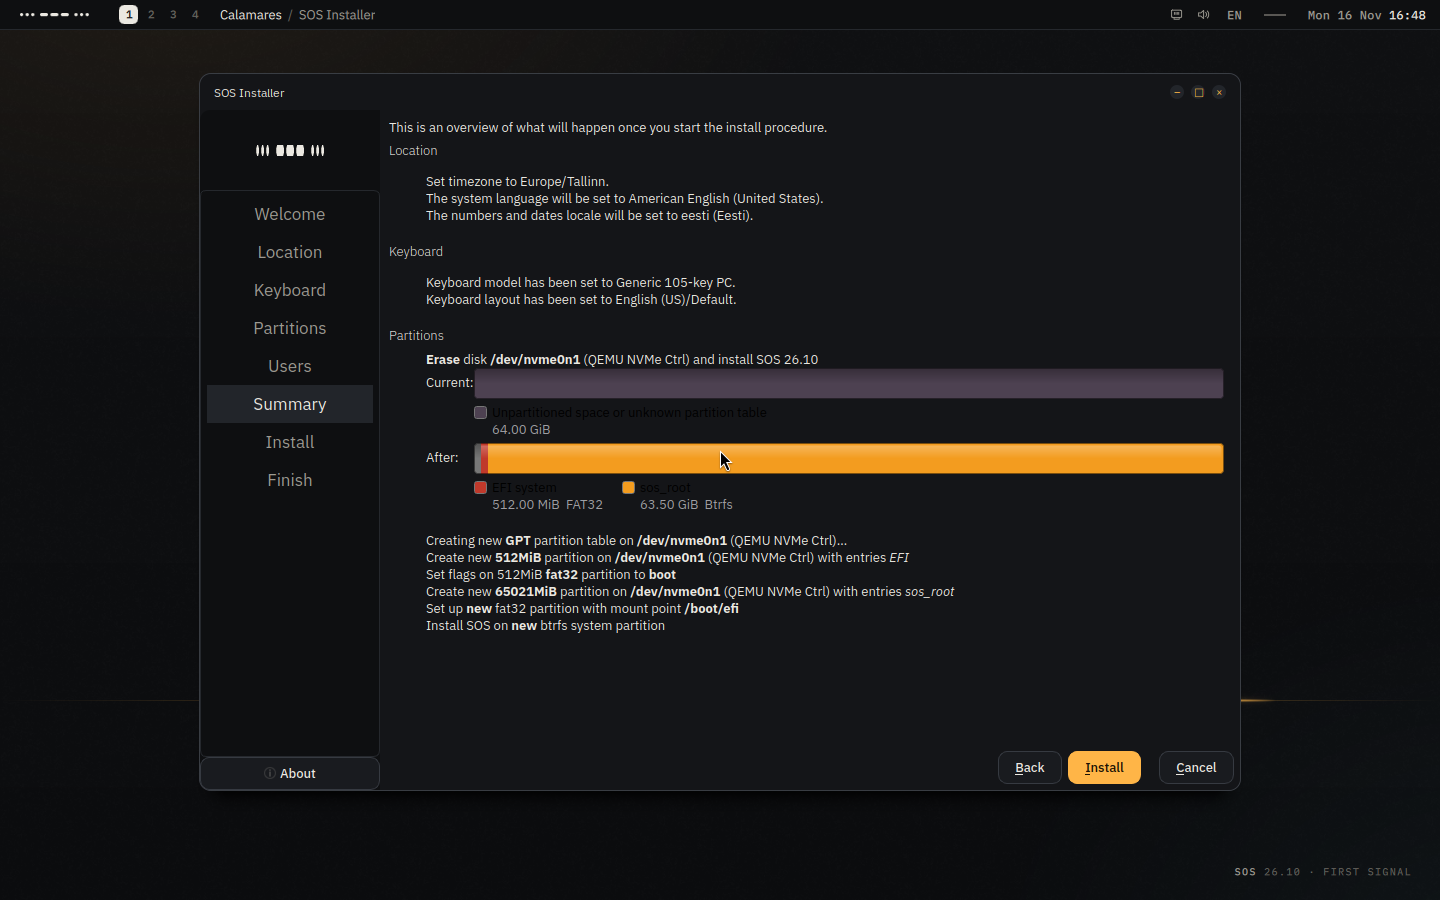 1 2 3 4 Calamares / SOS Installer
EN Mon 16 Nov 16:48
SOS Installer
This is an overview of what will happen once you start the install procedure.
Location
Set timezone to Europe/Tallinn.
The system language will be set to American English (United States).
The numbers and dates locale will be set to eesti (Eesti).
Keyboard
Keyboard model has been set to Generic 105-key PC.
Keyboard layout has been set to English (US)/Default.
Partitions
Erase disk /dev/nvme0n1 (QEMU NVMe Ctrl) and install SOS 26.10
Current:
Unpartitioned space or unknown partition table
64.00 GiB
After:
EFI system sos_root
512.00 MiB FAT32 63.50 GiB Btrfs
Creating new GPT partition table on /dev/nvme0n1 (QEMU NVMe Ctrl)...
Create new 512MiB partition on /dev/nvme0n1 (QEMU NVMe Ctrl) with entries EFI
Set flags on 512MiB fat32 partition to boot
Create new 65021MiB partition on /dev/nvme0n1 (QEMU NVMe Ctrl) with entries sos_root
Set up new fat32 partition with mount point /boot/efi
Install SOS on new btrfs system partition
Welcome
Location
Keyboard
Partitions
Users
Summary
Install
Finish
About
Back Install Cancel
SOS 26.10 · FIRST SIGNAL